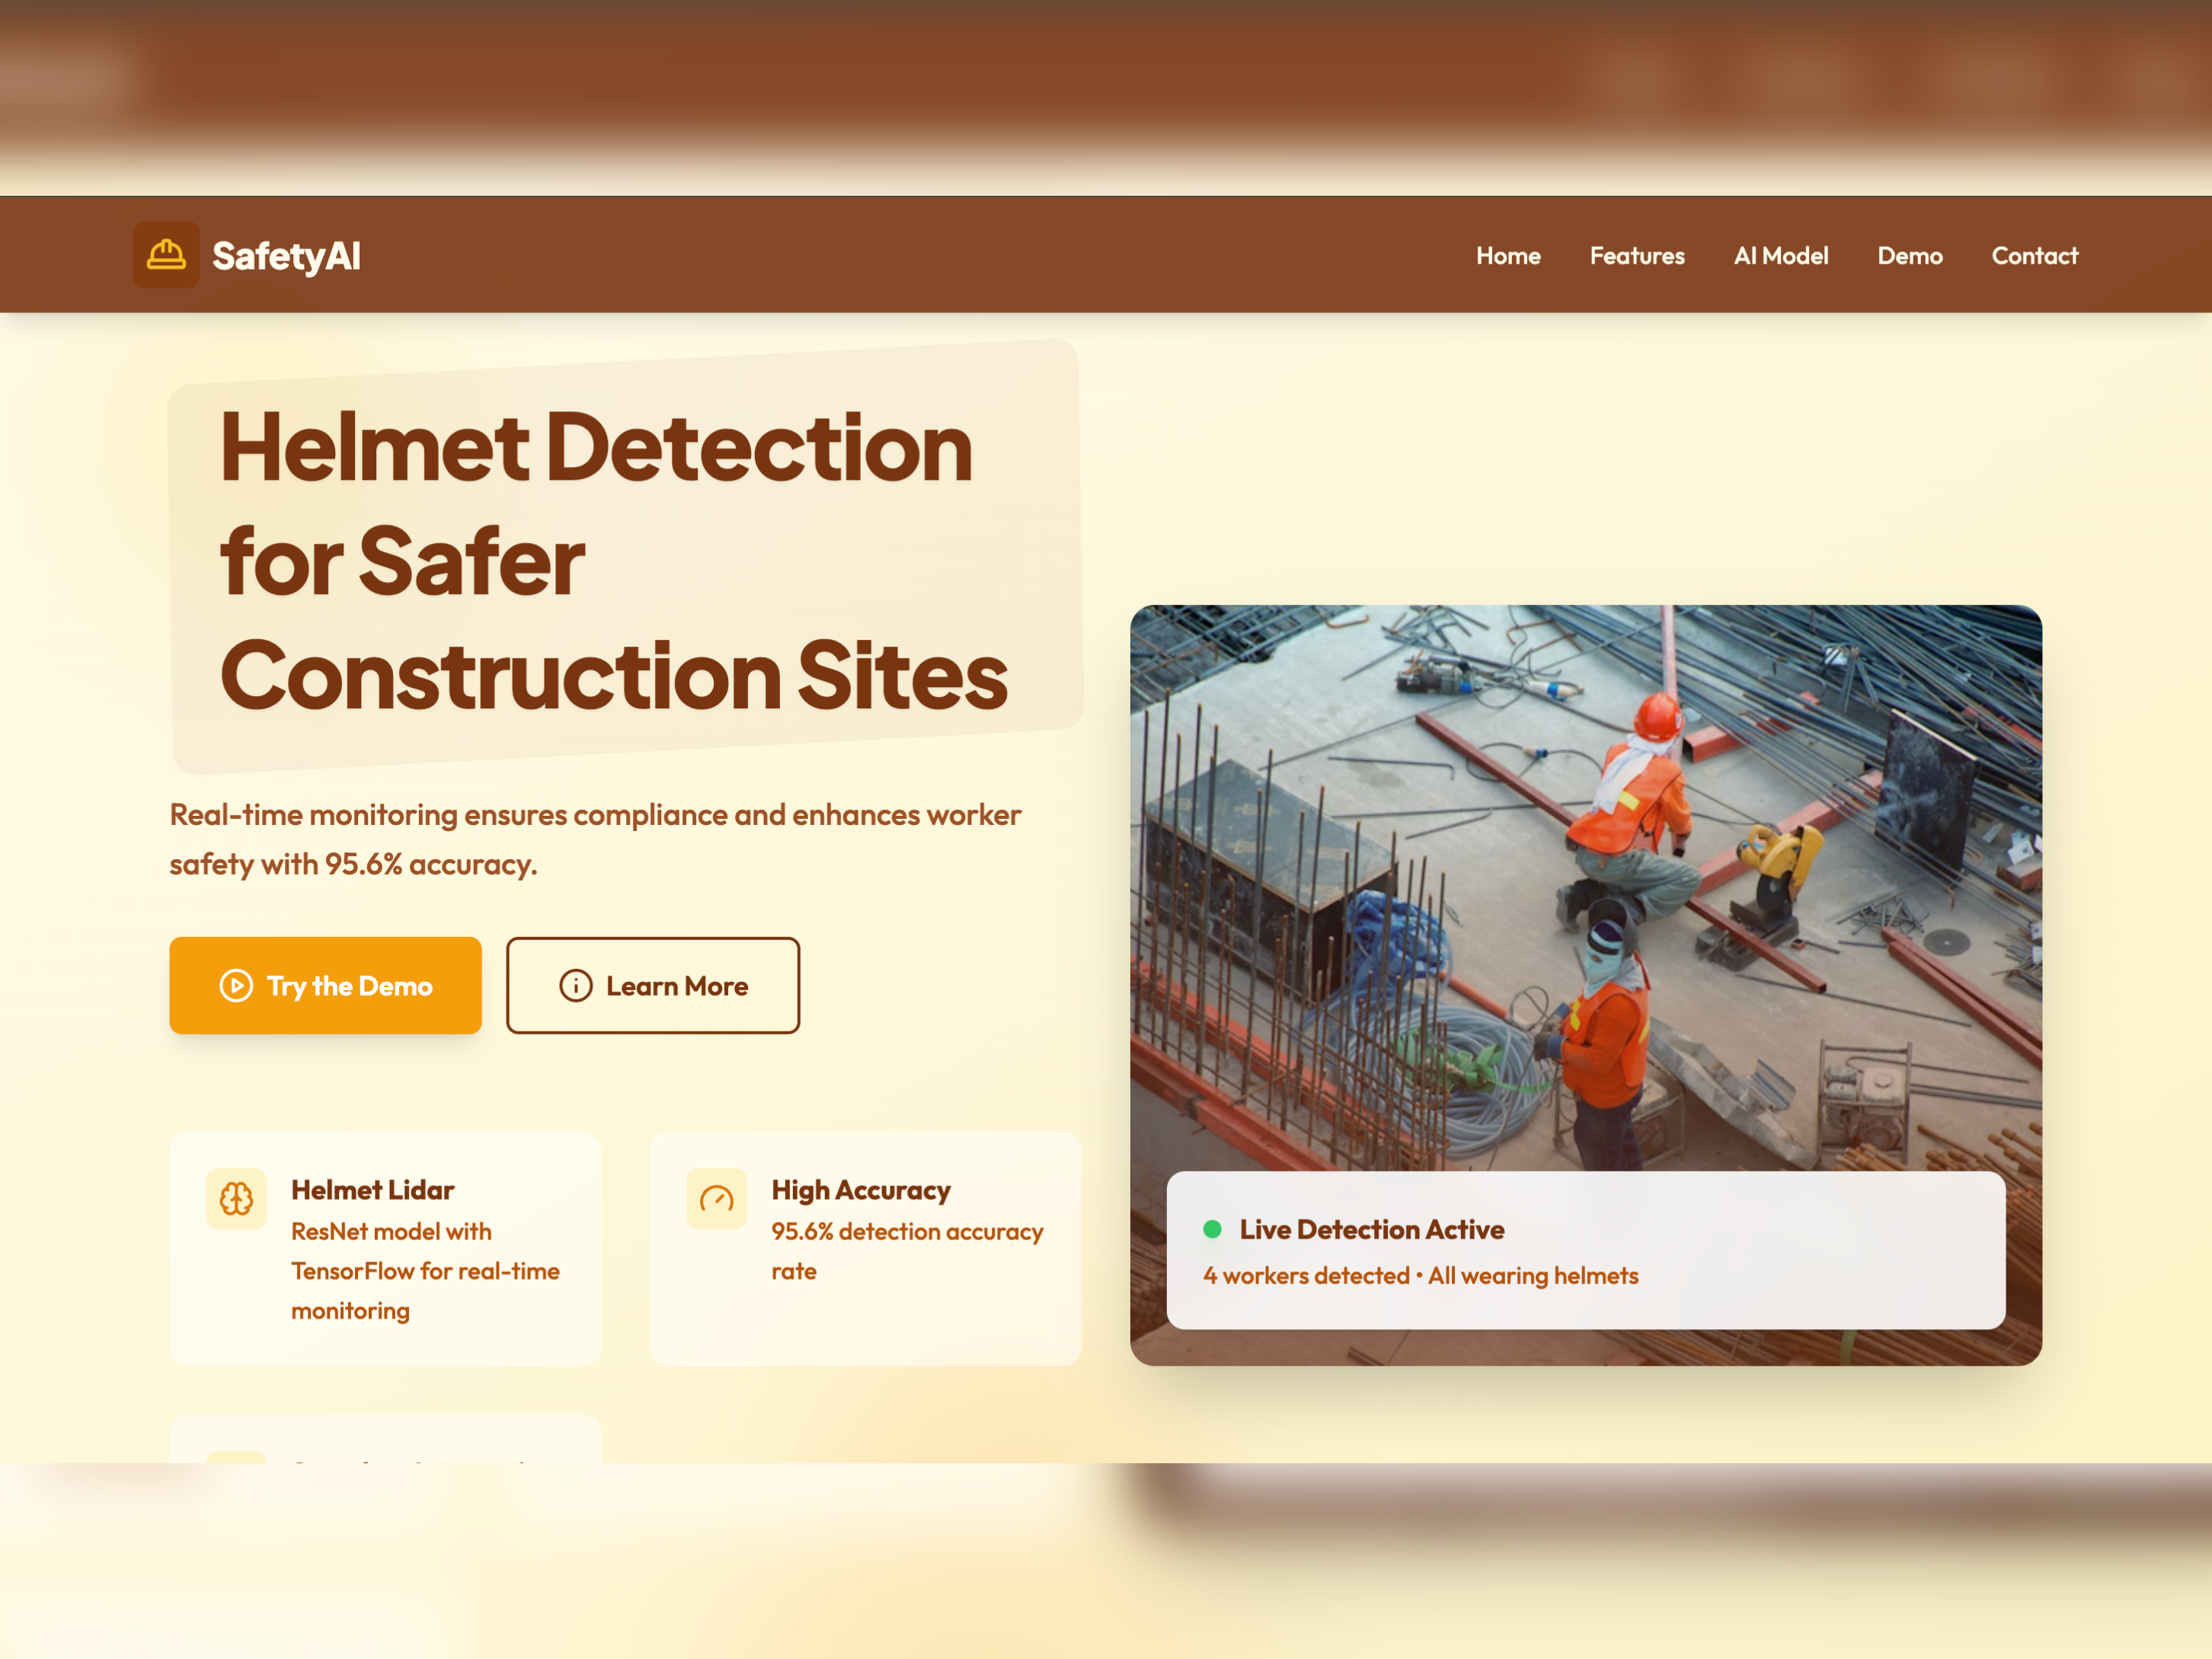 SafetyAI
Home Features AI Model Demo Contact
Helmet Detection
for Safer
Construction Sites
Real-time monitoring ensures compliance and enhances worker
safety with 95.6% accuracy.
Try the Demo
Learn More
Helmet Lidar
ResNet model with
TensorFlow for real-time
monitoring
High Accuracy
95.6% detection accuracy
rate
Live Detection Active
4 workers detected • All wearing helmets